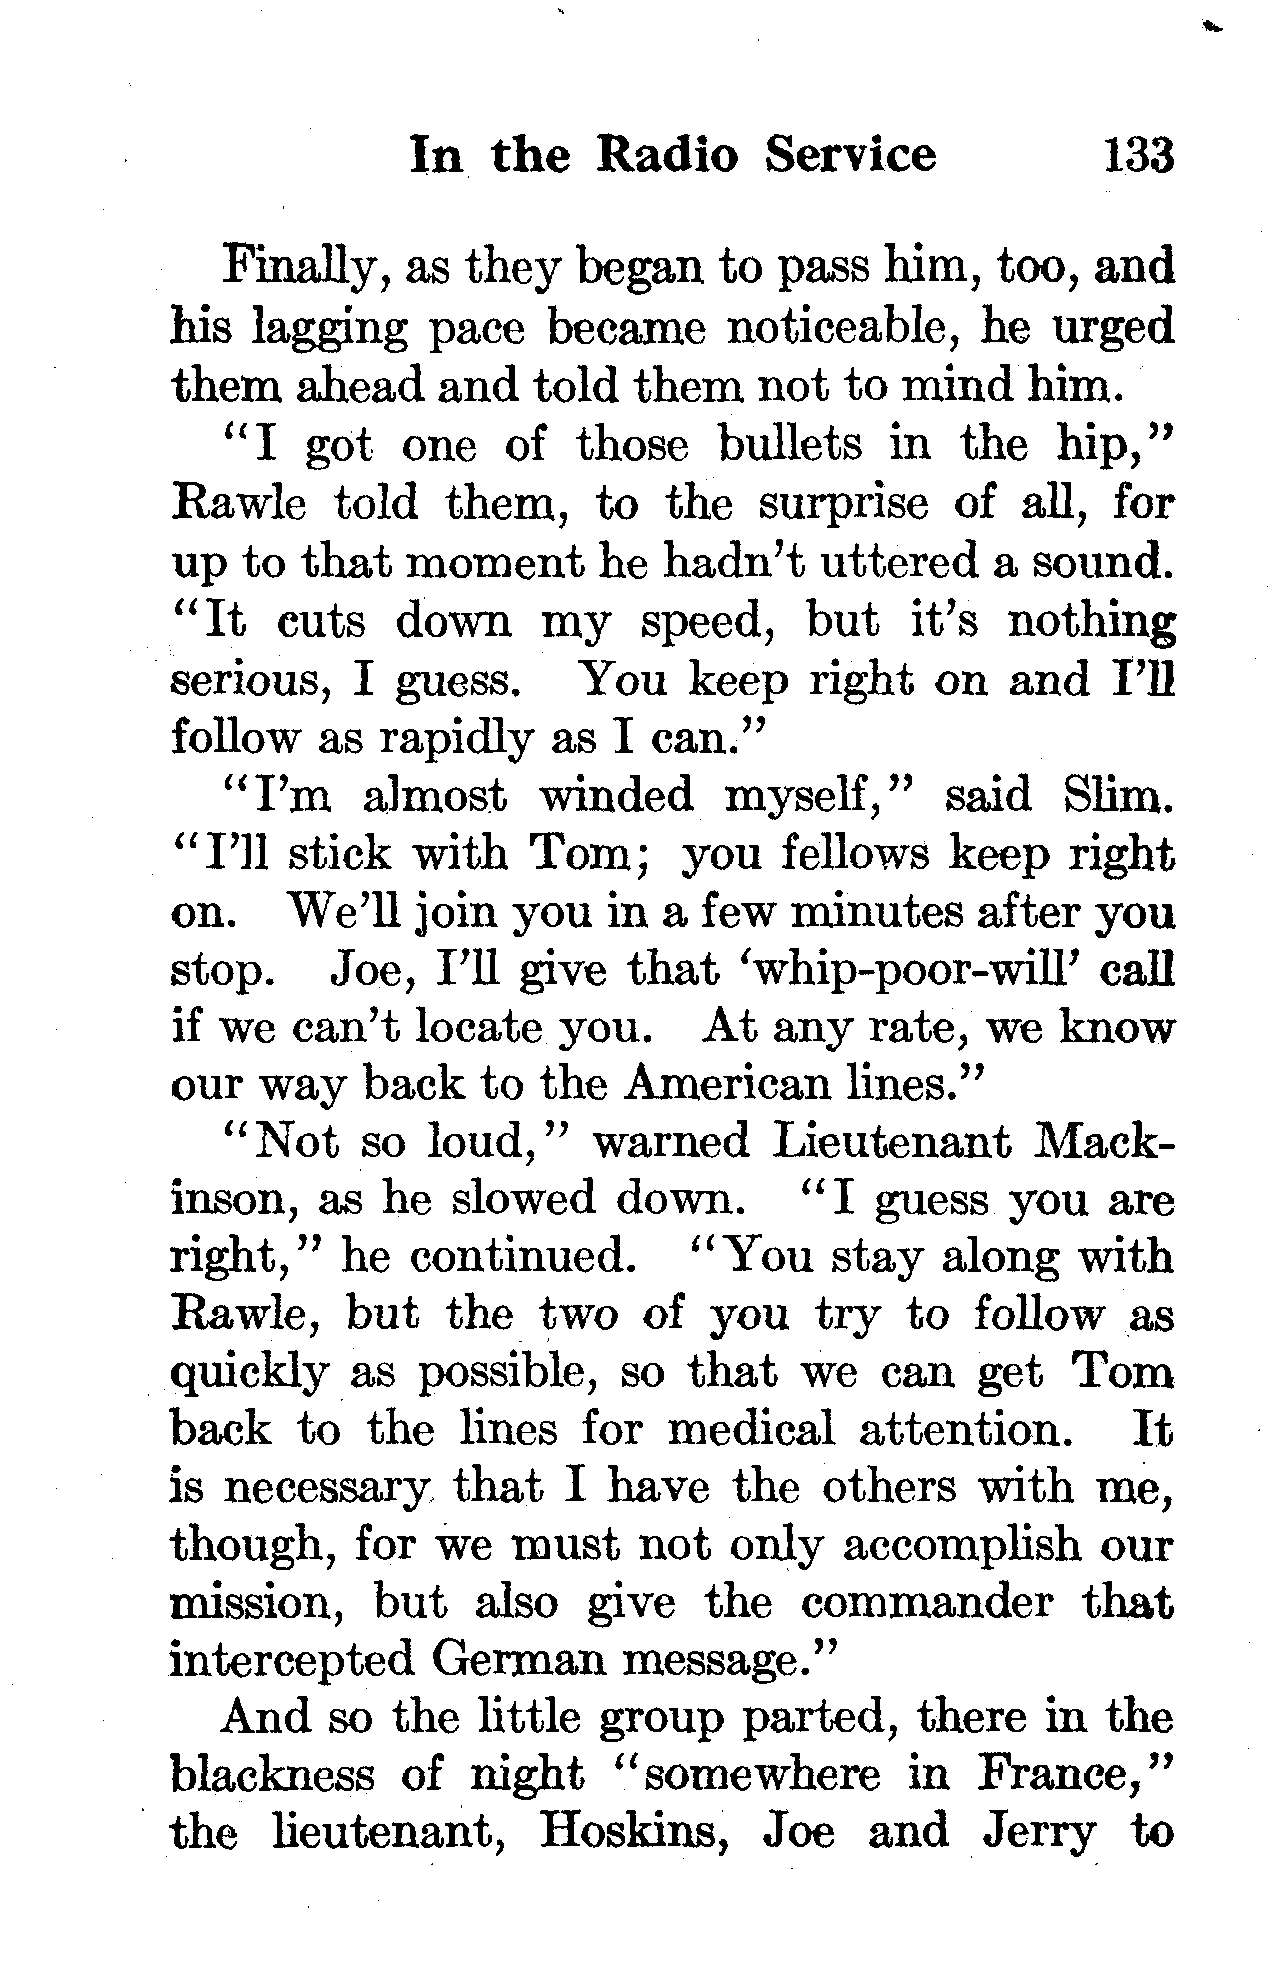 In the Radio Service 133
Finally, as they began to pass him, too, and
his lagging pace became noticeable, he urged
them ahead and told them not to mind him.
"I got one of those bullets in the hip,"
Rawle told them, to the surprise of all, for
up to that moment he hadn't uttered a sound.
"It cuts down my speed, but it's nothing
serious, I guess. You keep right on and I'll
follow as rapidly as I can."
"I'm almost winded myself," said Slim.
"I'll stick with Tom; you fellows keep right
on. We'll join you in a few minutes after you
stop. Joe, I'll give that 'whip-poor-will' call
if we can't locate you. At any rate, we know
our way back to the American lines."
"Not so loud," warned Lieutenant Mack-
inson, as he slowed down. "I guess you are
right," he continued. "You stay along with
Rawle, but the two of you try to follow as
quickly as possible, so that we can get Tom
back to the lines for medical attention. It
is necessary that I have the others with me,
though, for we must not only accomplish our
mission, but also give the commander that
intercepted German message."
And so the little group parted, there in the
blackness of night "somewhere in France,"
the lieutenant, Hoskins, Joe and Jerry to